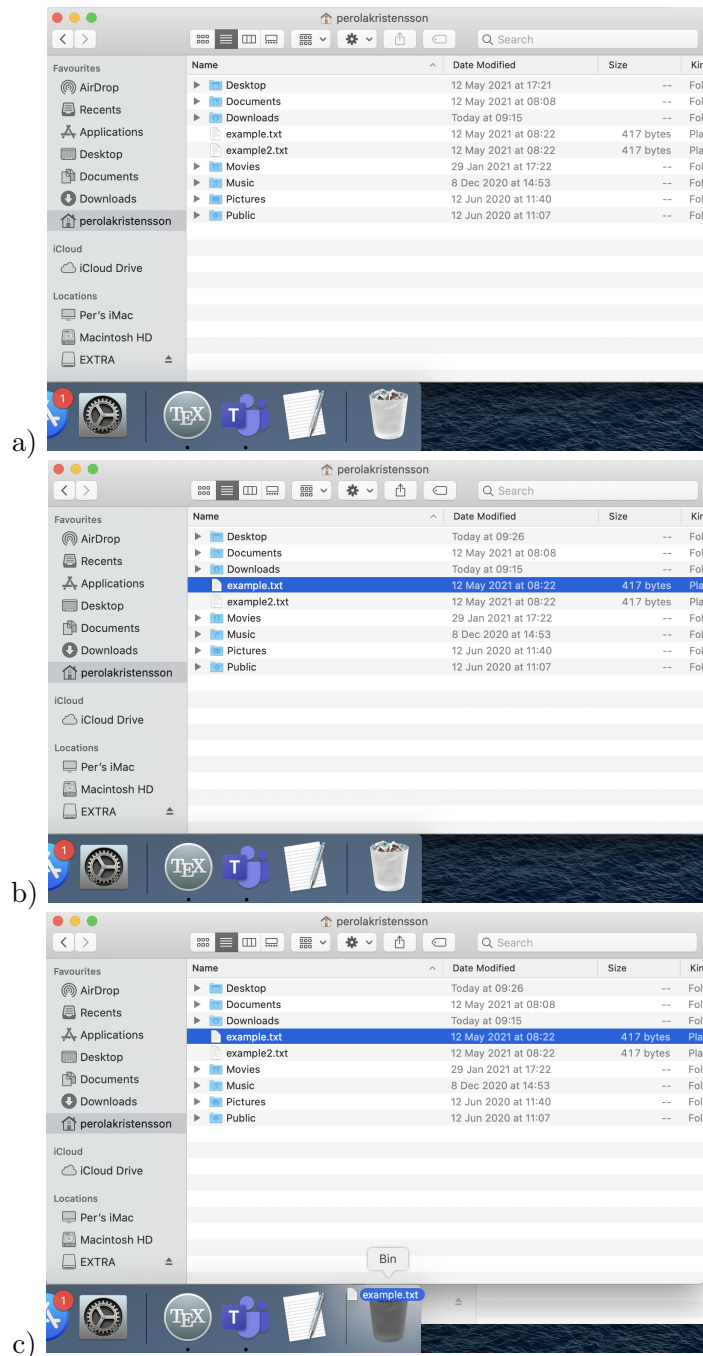 perolakristensson
Search
Favourites
AirDrop
Recents
Applications
Desktop
Documents
Downloads
perolakristensson
iCloud
iCloud Drive
Locations
Per's iMac
Macintosh HD
EXTRA
Name Date Modified Size Kin
Desktop 12 May 2021 at 17:21 -- Fol
Documents 12 May 2021 at 08:08 -- Fol
Downloads Today at 09:15 -- Fol
example.txt 12 May 2021 at 08:22 417 bytes Pla
example2.txt 12 May 2021 at 08:22 417 bytes Pla
Movies 29 Jan 2021 at 17:22 -- Fol
Music 8 Dec 2020 at 14:53 -- Fol
Pictures 12 Jun 2020 at 11:40 -- Fol
Public 12 Jun 2020 at 11:07 -- Fol
1
TEX
T
a)
perolakristensson
Search
Favourites
AirDrop
Recents
Applications
Desktop
Documents
Downloads
perolakristensson
iCloud
iCloud Drive
Locations
Per's iMac
Macintosh HD
EXTRA
Name Date Modified Size Kin
Desktop Today at 09:26 -- Fol
Documents 12 May 2021 at 08:08 -- Fol
Downloads Today at 09:15 -- Fol
example.txt 12 May 2021 at 08:22 417 bytes Pla
example2.txt 12 May 2021 at 08:22 417 bytes Pla
Movies 29 Jan 2021 at 17:22 -- Fol
Music 8 Dec 2020 at 14:53 -- Fol
Pictures 12 Jun 2020 at 11:40 -- Fol
Public 12 Jun 2020 at 11:07 -- Fol
1
TEX
T
b)
perolakristensson
Search
Favourites
AirDrop
Recents
Applications
Desktop
Documents
Downloads
perolakristensson
iCloud
iCloud Drive
Locations
Per's iMac
Macintosh HD
EXTRA
Name Date Modified Size Kin
Desktop Today at 09:26 -- Fol
Documents 12 May 2021 at 08:08 -- Fol
Downloads Today at 09:15 -- Fol
example.txt 12 May 2021 at 08:22 417 bytes Pla
example2.txt 12 May 2021 at 08:22 417 bytes Pla
Movies 29 Jan 2021 at 17:22 -- Fol
Music 8 Dec 2020 at 14:53 -- Fol
Pictures 12 Jun 2020 at 11:40 -- Fol
Public 12 Jun 2020 at 11:07 -- Fol
Bin
example.txt
1
TEX
T
c)